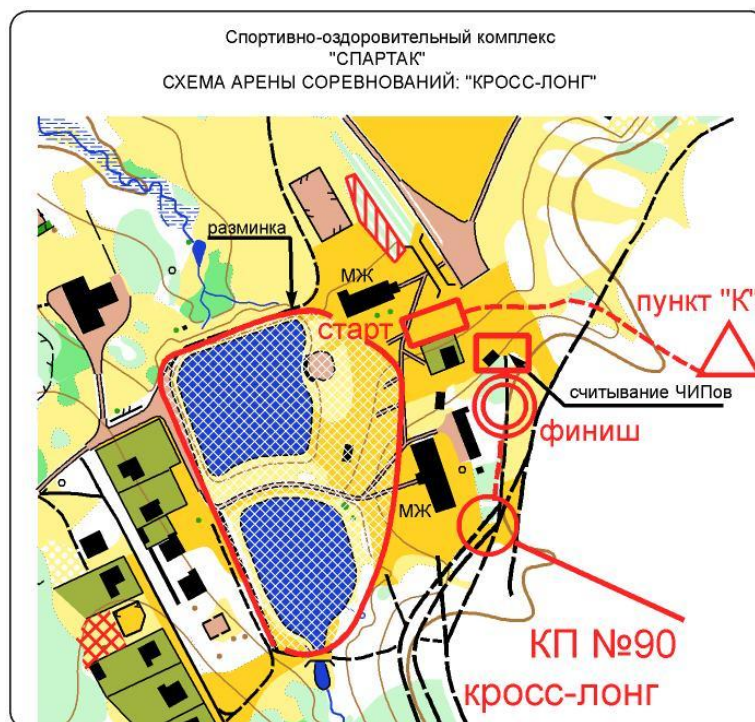 Спортивно-оздоровительный комплекс
"СПАРТАК"
СХЕМА АРЕНЫ СОРЕВНОВАНИЙ: "КРОСС-ЛОНГ"
разминка
МЖ
старт
пункт "К"
считывание ЧИПов
финиш
МЖ
КП №90
кросс-лонг